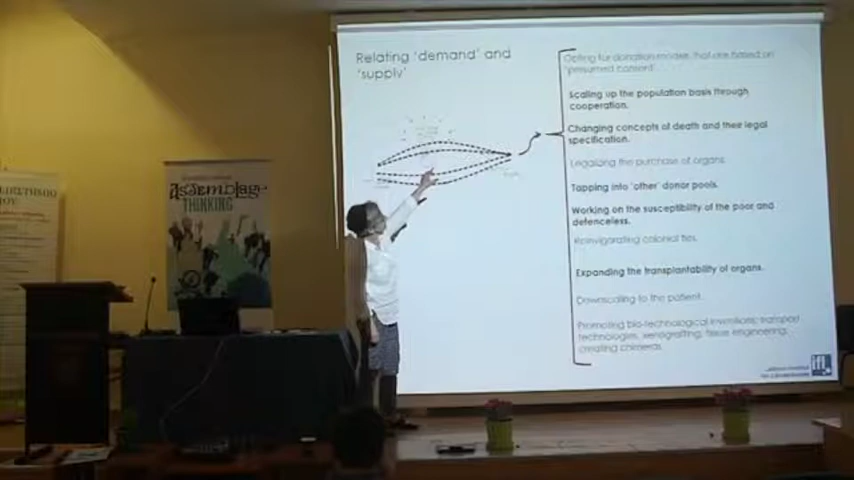 Relating 'demand' and
'supply'
Opting for donation modes that are based on
'presumed consent'.
Scaling up the population basis through
cooperation.
Changing concepts of death and their legal
specification.
Legalizing the purchase of organs.
Tapping into 'other' donor pools.
Working on the susceptibility of the poor and
defenceless.
Reinvigorating colonial ties.
Expanding the transplantability of organs.
Downscaling to the patient.
Promoting bio-technological inventions: transport
technologies, xenografting, tissue engineering,
creating chimeras.
assemblage
THINKING
ifl